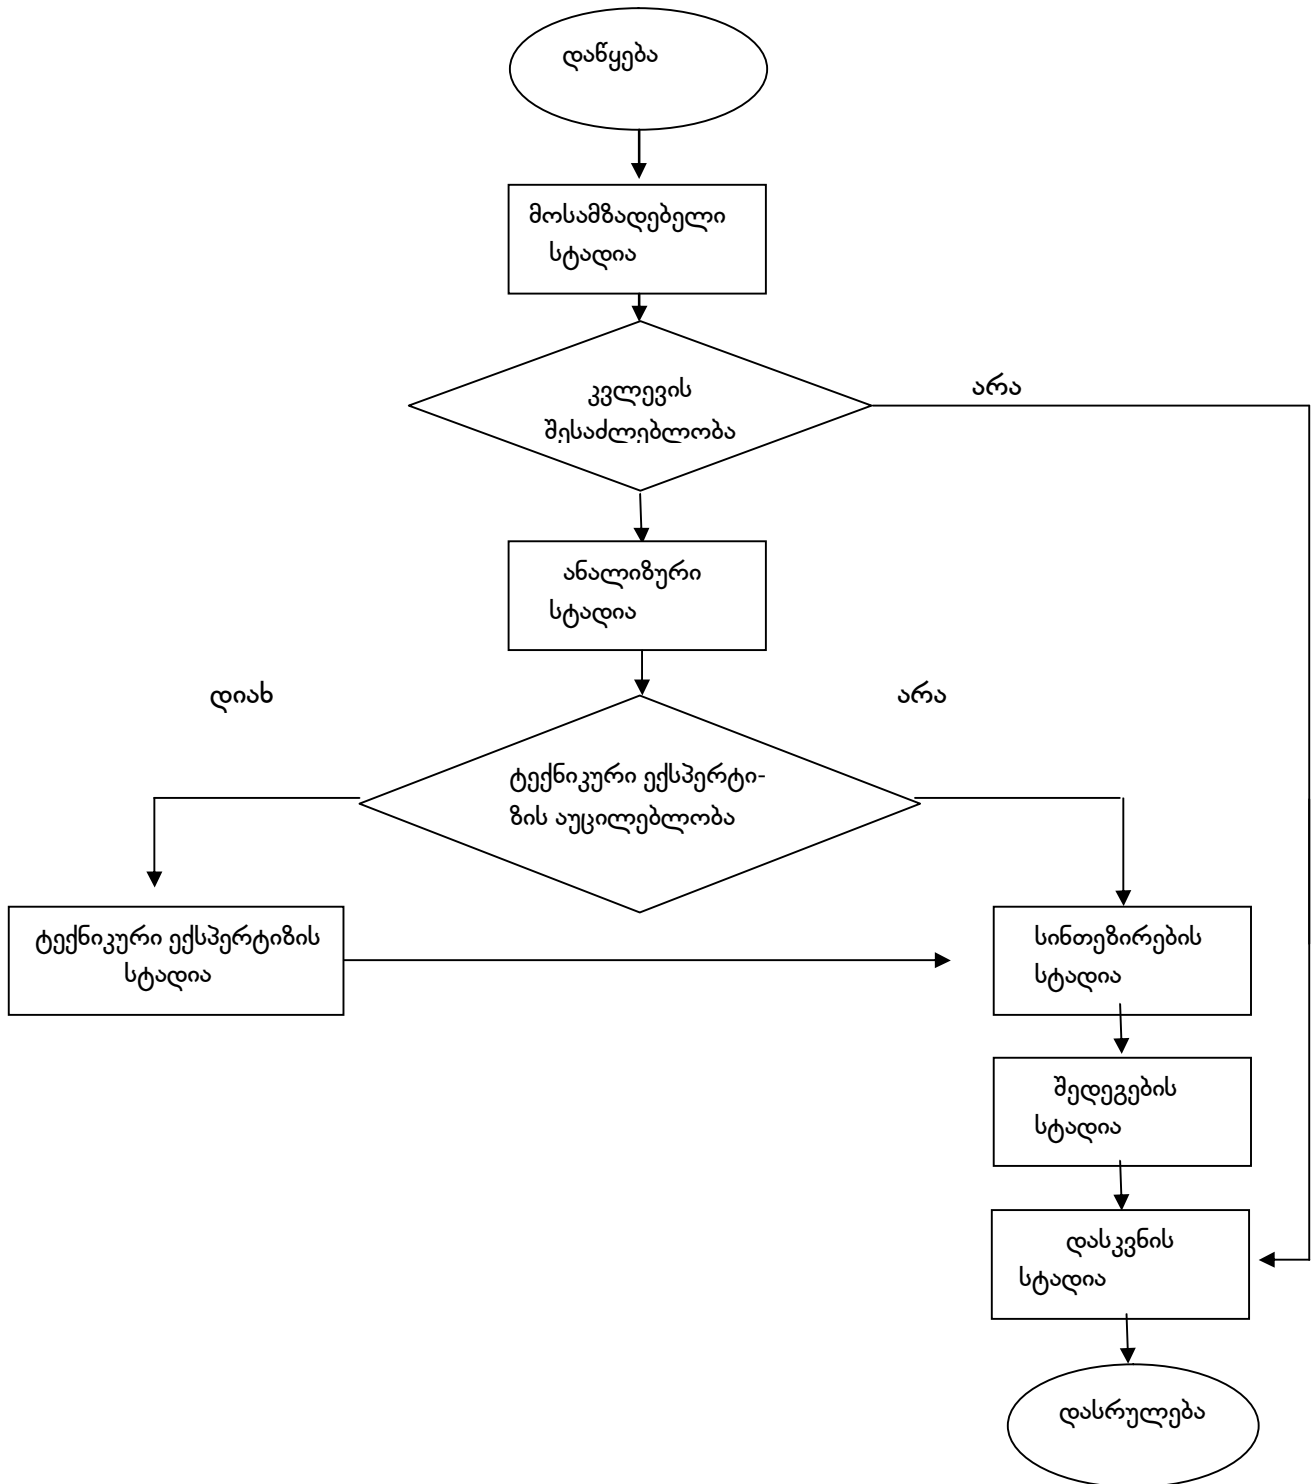 დაწყება
მოსამზადებელი
სტადია
კვლევის
შესაძლებლობა
არა
ანალიზური
სტადია
დიახ
არა
ტექნიკური ექსპერტი-
ზის აუცილებლობა
ტექნიკური ექსპერტიზის
სტადია
სინთეზირების
სტადია
შედეგების
სტადია
დასკვნის
სტადია
დასრულება